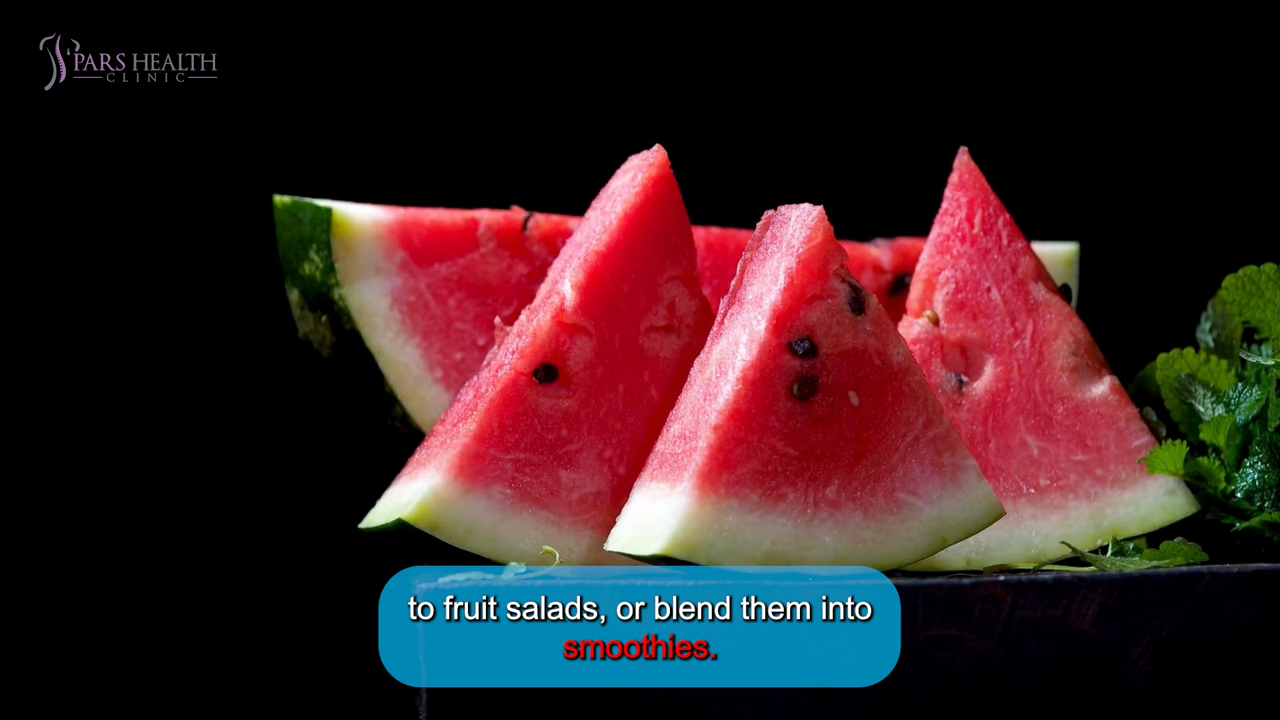 PARS HEALTH
CLINIC
to fruit salads, or blend them into
smoothies.